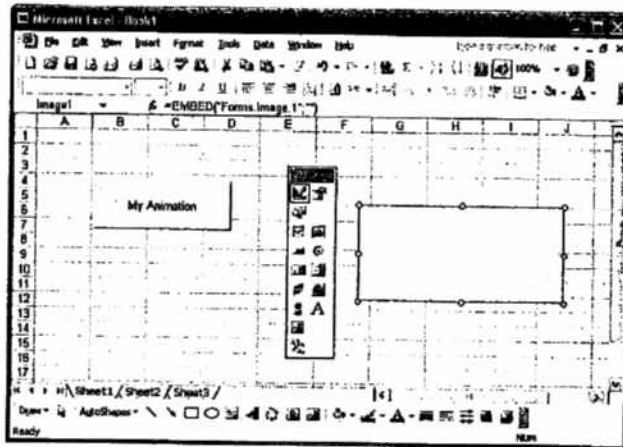 Microsoft Excel - Book1
File Edit View Insert Format Tools Data Window Help
100%
B I U
Image1 =EMBED("Forms.Image.1";"")
A B C D E F G H I J
1
2
3
4
5
6
7
8
9
10
11
12
13
14
15
16
17
My Animation
A
Sheet1 / Sheet2 / Sheet3 /
Draw AutoShapes
Ready NUM